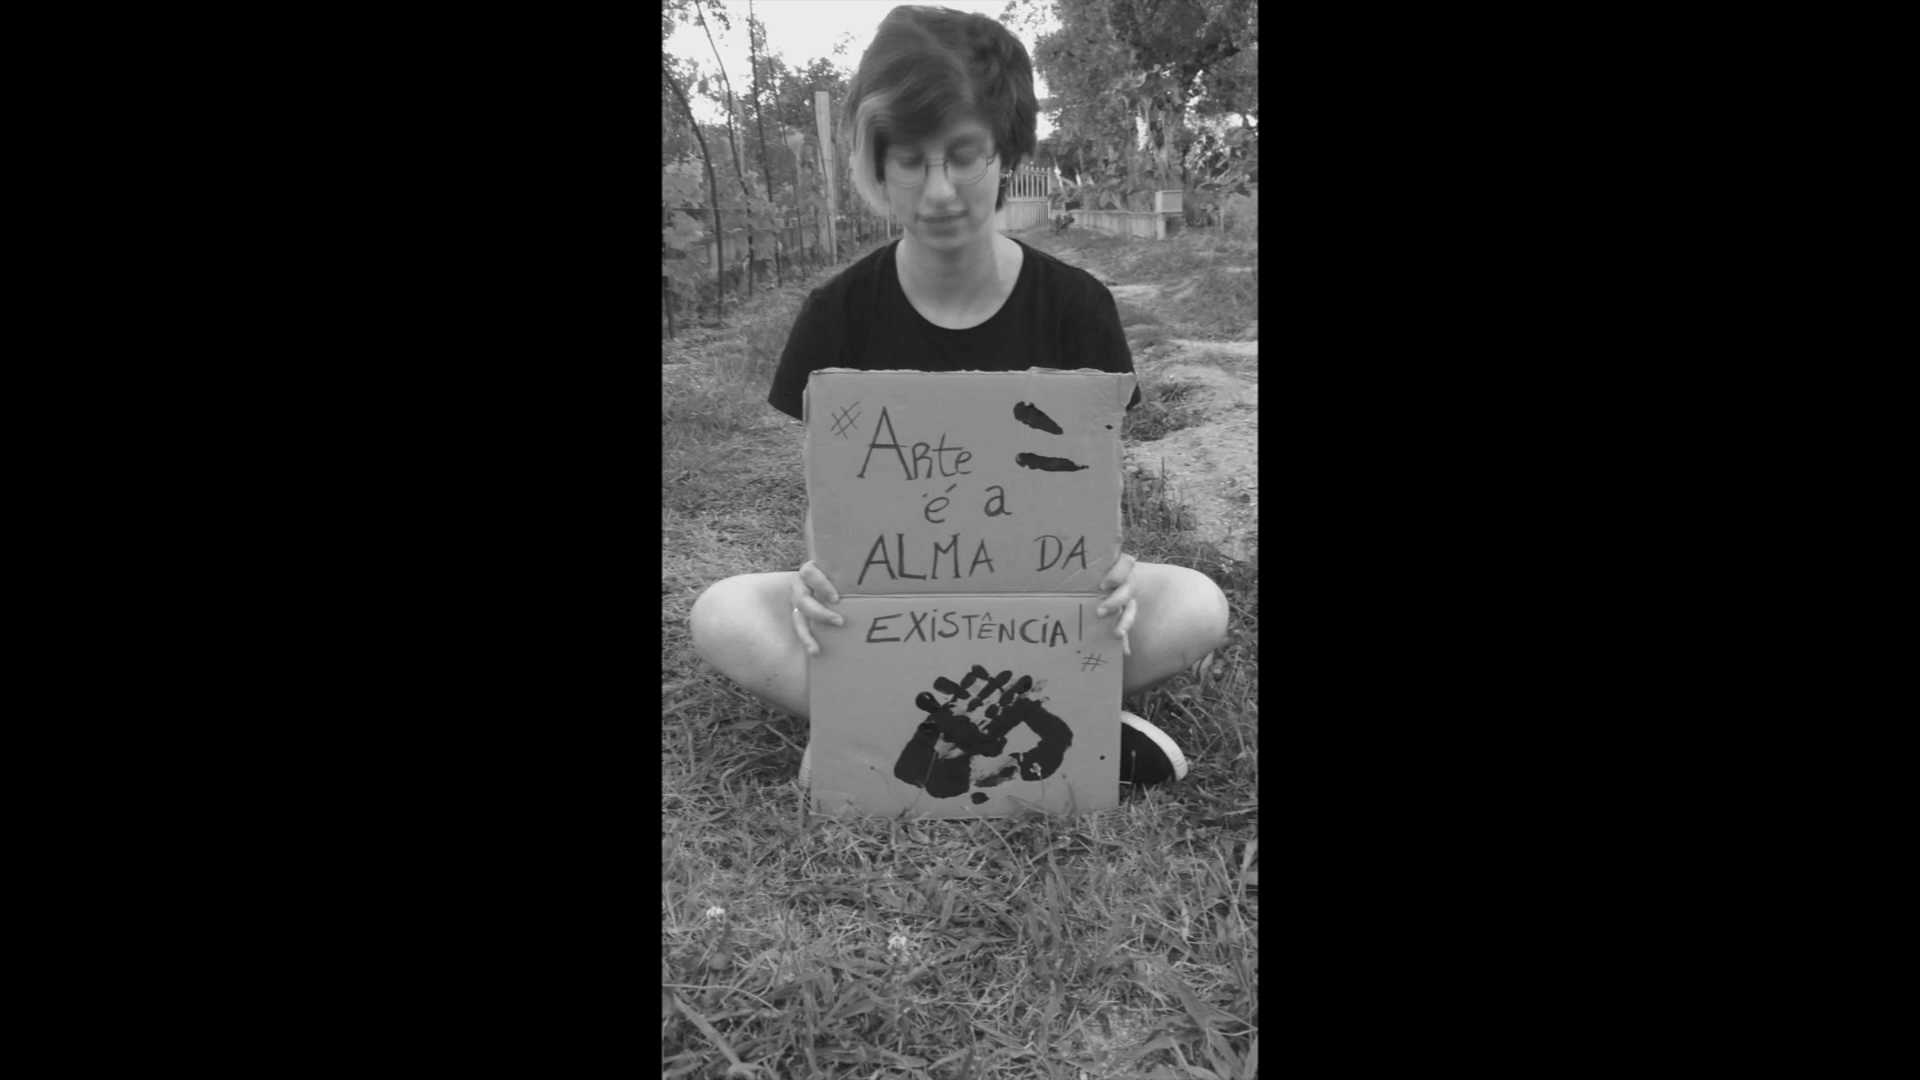 # Arte
é a
ALMA DA
EXiSTÊNCiA!
#